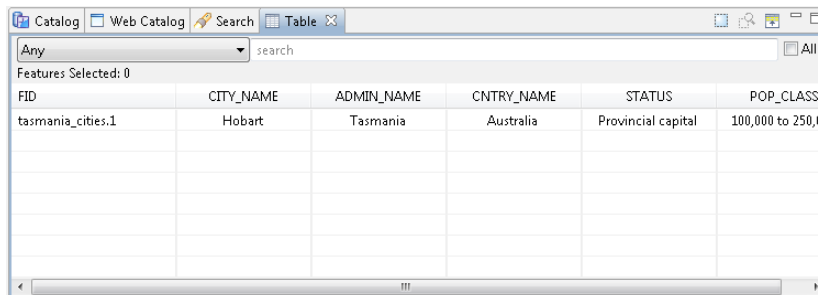 Catalog Web Catalog Search Table
Any search All
Features Selected: 0
FID CITY_NAME ADMIN_NAME CNTRY_NAME STATUS POP_CLASS
tasmania_cities.1 Hobart Tasmania Australia Provincial capital 100,000 to 250,